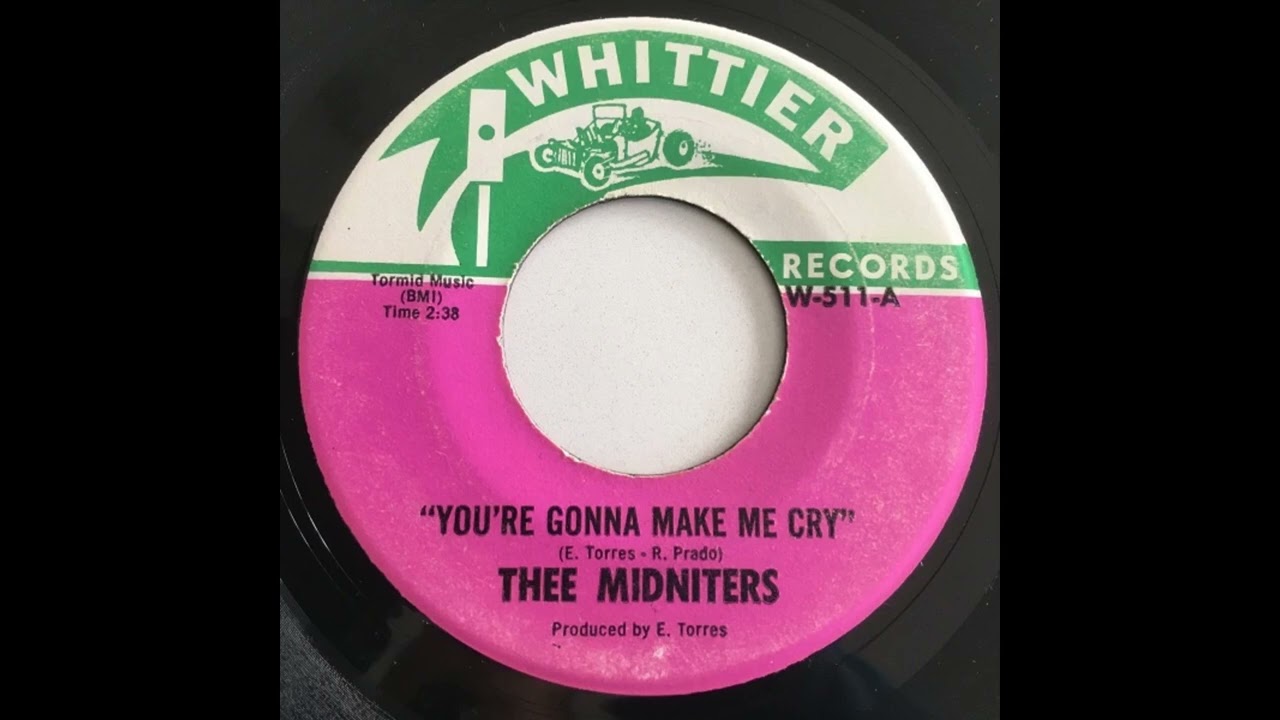 WHITTIER
RECORDS
W-511-A
Tormid Music
(BMI)
Time 2:38
"YOU'RE GONNA MAKE ME CRY"
(E. Torres - R. Prado)
THEE MIDNITERS
Produced by E. Torres